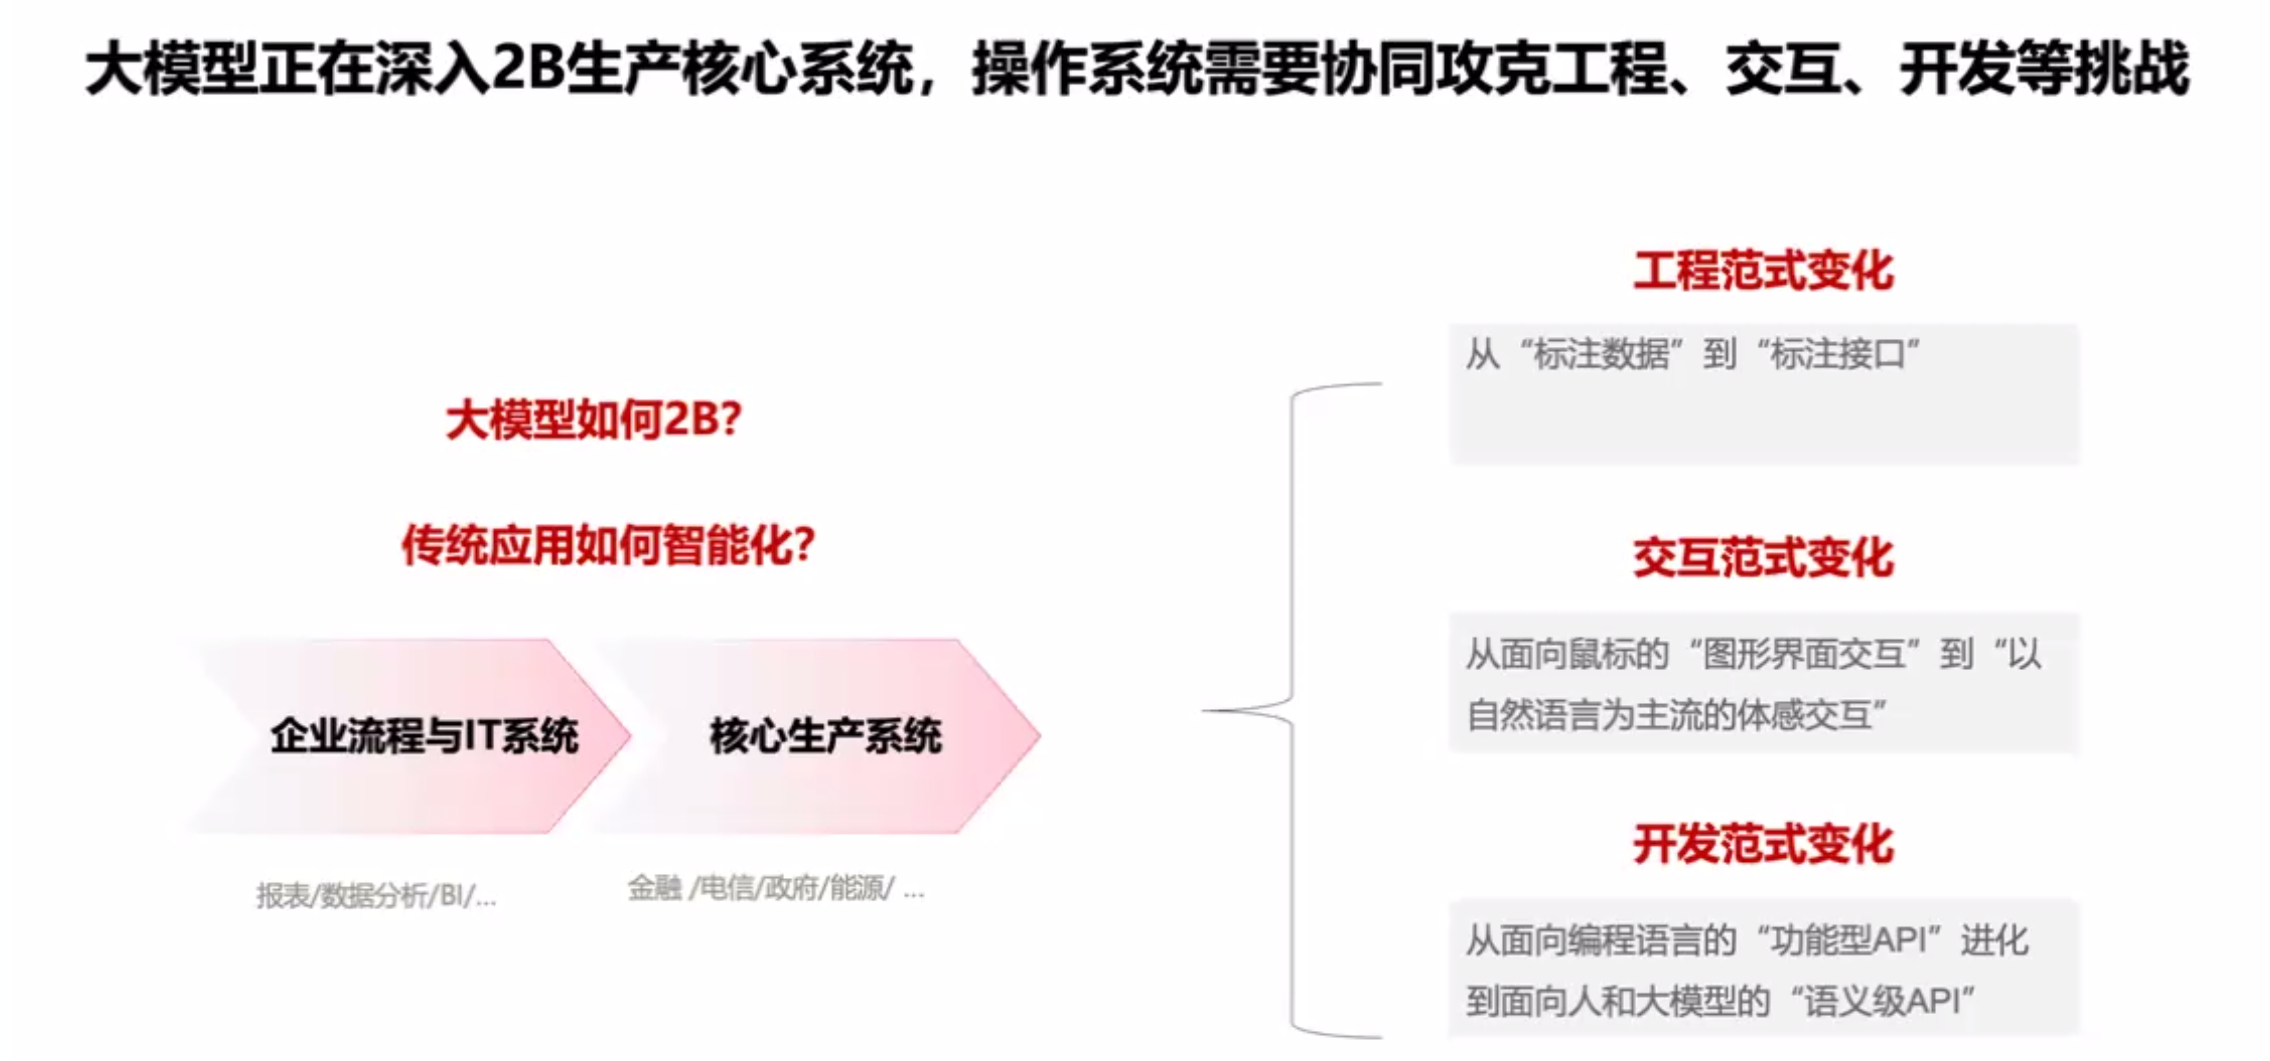 大模型正在深入2B生产核心系统，操作系统需要协同攻克工程、交互、开发等挑战
大模型如何2B？
传统应用如何智能化？
企业流程与IT系统
核心生产系统
报表/数据分析/BI/...
金融 /电信/政府/能源/ ...
工程范式变化
从“标注数据”到“标注接口”
交互范式变化
从面向鼠标的“图形界面交互”到“以
自然语言为主流的体感交互”
开发范式变化
从面向编程语言的“功能型API”进化
到面向人和大模型的“语义级API”